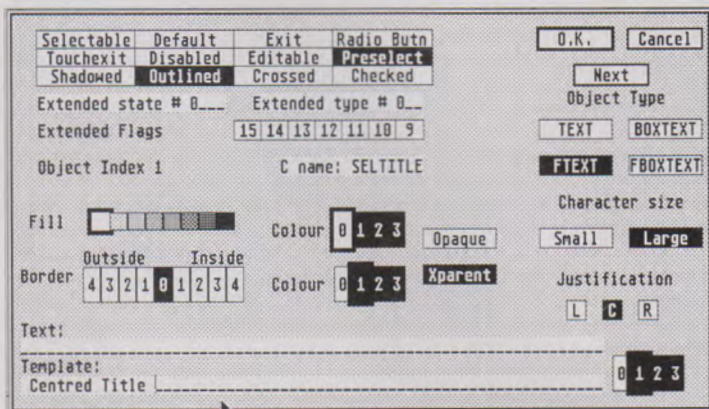 Selectable Default Exit Radio Butn
Touchexit Disabled Editable Preselect
Shadowed Outlined Crossed Checked
O.K. Cancel
Next
Extended state # 0___ Extended type # 0__
Object Type
Extended Flags 15 14 13 12 11 10 9
TEXT BOXTEXT
Object Index 1 C name: SELTITLE
FTEXT FBOXTEXT
Character size
Fill Colour 0 1 2 3
Opaque
Small Large
Outside Inside
Border 4 3 2 1 0 1 2 3 4 Colour 0 1 2 3
Xparent
Justification
L C R
Text:
Template:
Centred Title
0 1 2 3